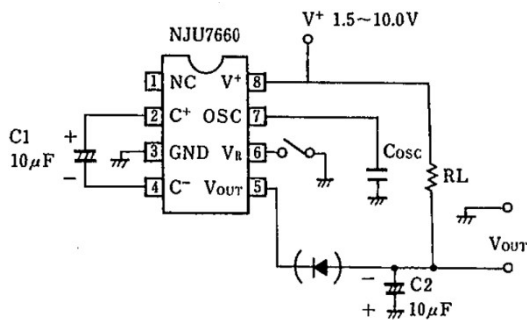 V⁺ 1.5~10.0V
NJU7660
1 NC V⁺ 8
2 C⁺ OSC 7
3 GND VR 6
4 C⁻ VOUT 5
C1
10μF
+
−
COSC
RL
VOUT
−
C2
+
10μF